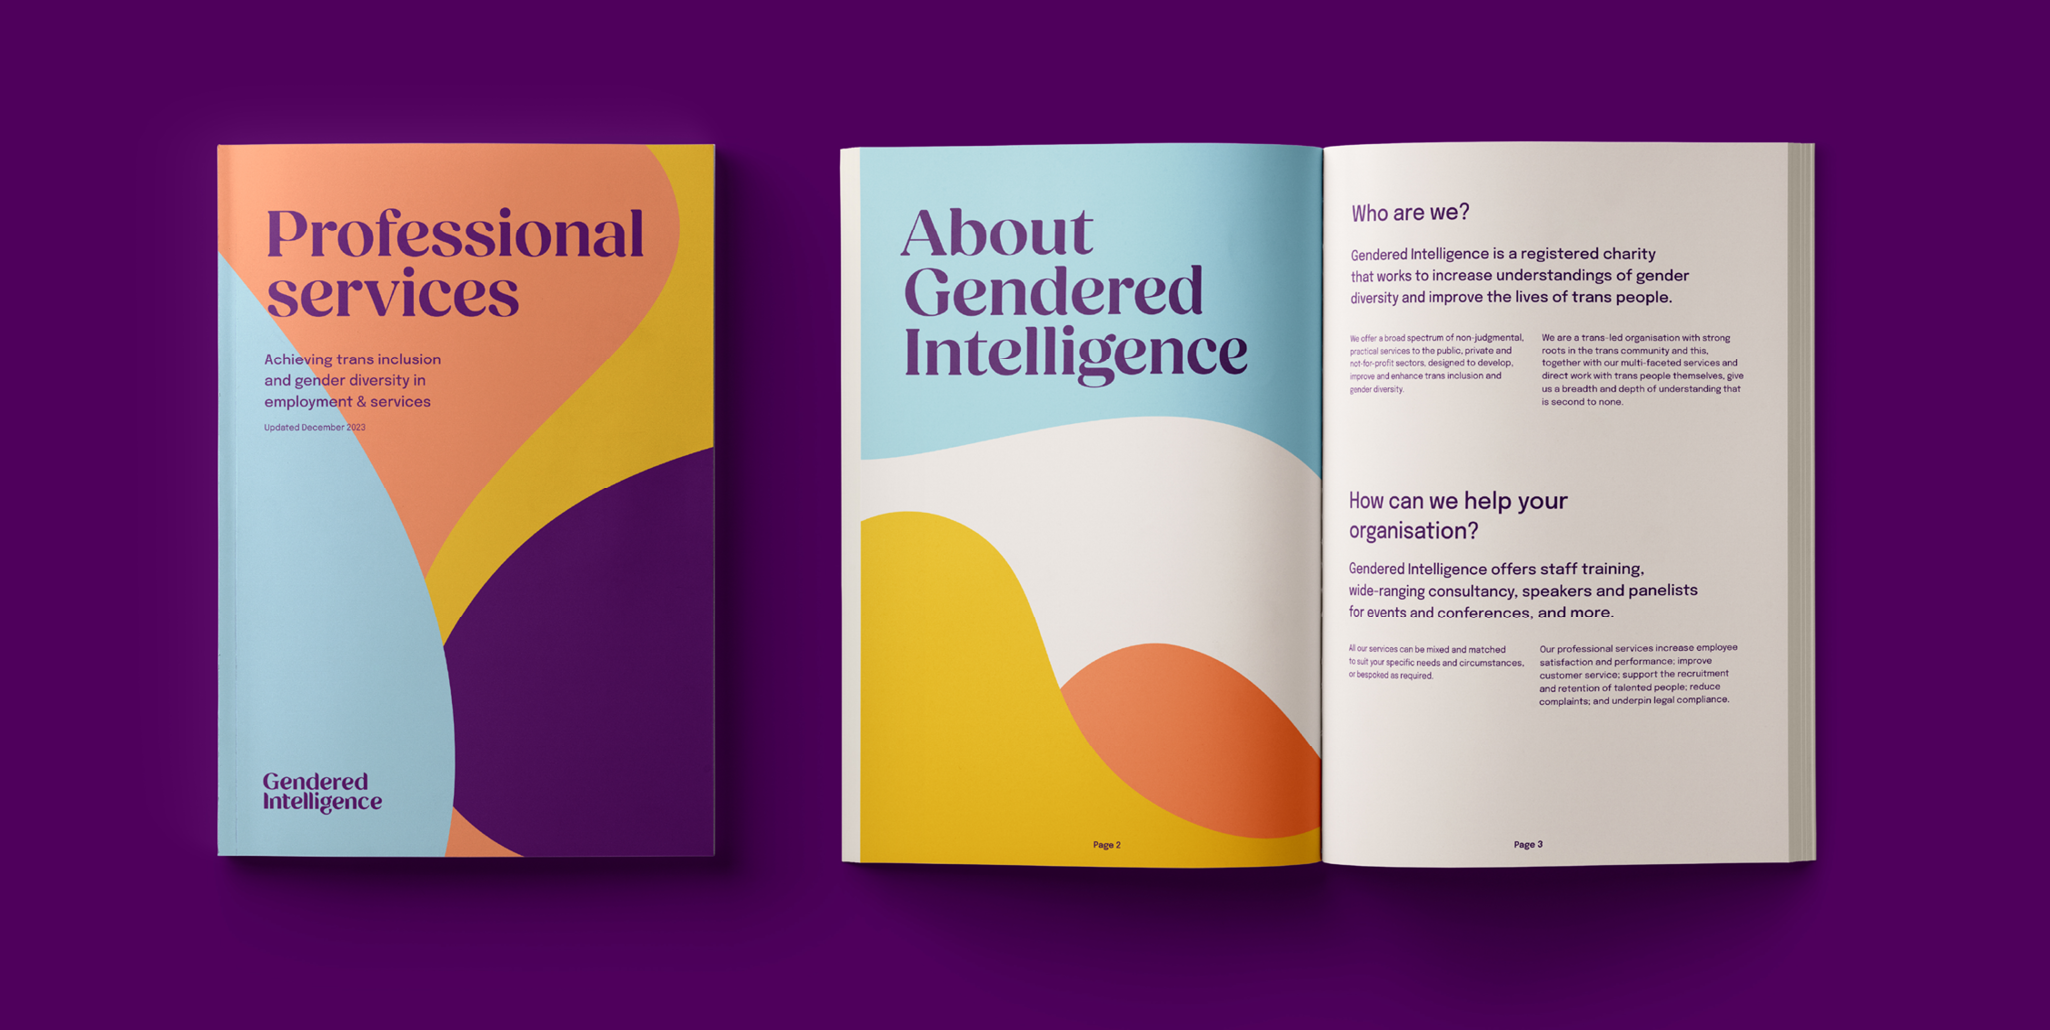 Professional
services
Achieving trans inclusion
and gender diversity in
employment & services
Updated December 2023
Gendered
Intelligence
About
Gendered
Intelligence
Page 2
Who are we?
Gendered Intelligence is a registered charity
that works to increase understandings of gender
diversity and improve the lives of trans people.
We offer a broad spectrum of non-judgmental,
practical services to the public, private and
not-for-profit sectors, designed to develop,
improve and enhance trans inclusion and
gender diversity.
We are a trans-led organisation with strong
roots in the trans community and this,
together with our multi-faceted services and
direct work with trans people themselves, give
us a breadth and depth of understanding that
is second to none.
How can we help your
organisation?
Gendered Intelligence offers staff training,
wide-ranging consultancy, speakers and panelists
for events and conferences, and more.
All our services can be mixed and matched
to suit your specific needs and circumstances,
or bespoked as required.
Our professional services increase employee
satisfaction and performance; improve
customer service; support the recruitment
and retention of talented people; reduce
complaints; and underpin legal compliance.
Page 3